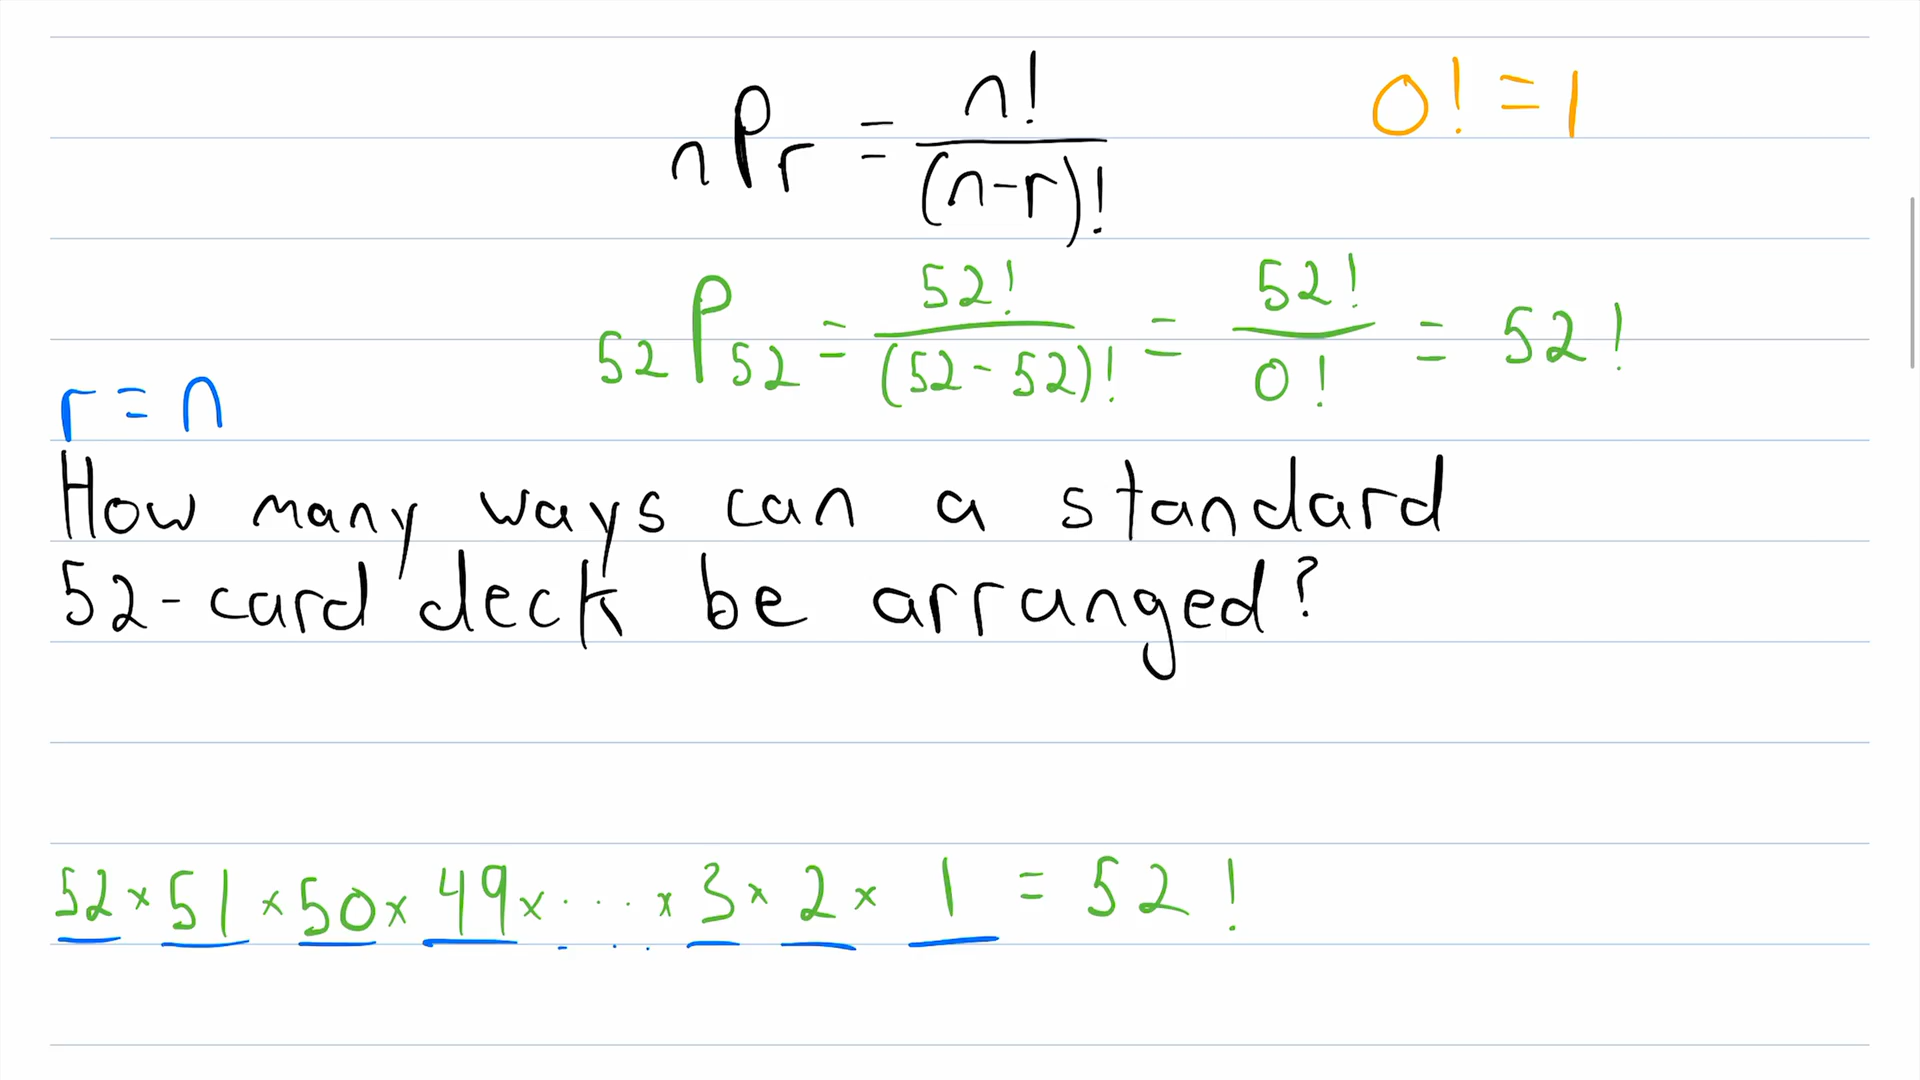 nPr = n!/(n-r)!
0! = 1
52P52 = 52!/(52-52)! = 52!/0! = 52!
r = n
How many ways can a standard
52-card deck be arranged?
52 × 51 × 50 × 49 × ... × 3 × 2 × 1 = 52!